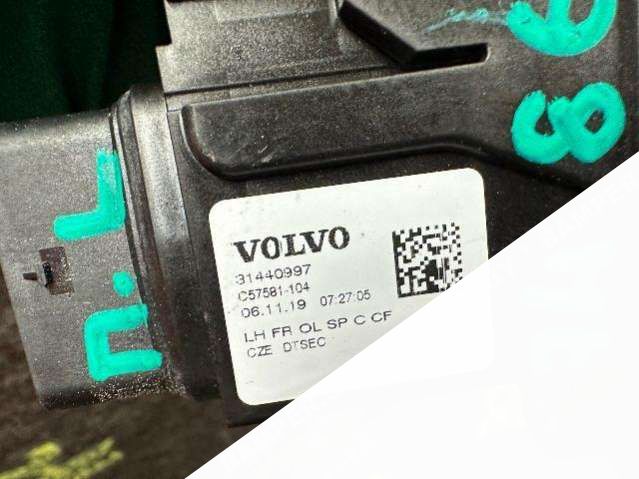 VOLVO
31440997
C57581-104
06.11.19 07:27:05
LH FR OL SP C CF
CZE DTSEC
п.L